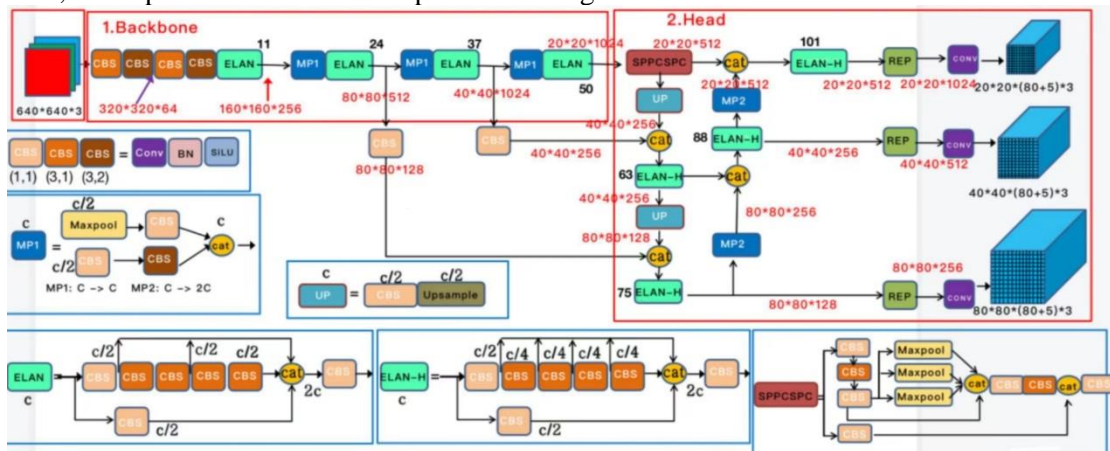 1.Backbone
2.Head
640*640*3
CBS CBS CBS CBS ELAN
11
MP1 ELAN
24
MP1 ELAN
37
MP1 ELAN
50
320*320*64
160*160*256
80*80*512
40*40*1024
20*20*1024
CBS
80*80*128
CBS
40*40*256
SPPCSPC
20*20*512
cat
20*20*512
101
ELAN-H
20*20*512
REP
20*20*1024
CONV
20*20*(80+5)*3
UP
MP2
40*40*256
cat
88
ELAN-H
40*40*256
REP
40*40*512
CONV
40*40*(80+5)*3
63
ELAN-H
cat
40*40*256
UP
80*80*256
80*80*128
MP2
cat
75
ELAN-H
80*80*128
REP
80*80*256
CONV
80*80*(80+5)*3
CBS CBS CBS = Conv BN SiLU
(1,1) (3,1) (3,2)
c/2
c
Maxpool CBS
c
MP1 =
cat
c/2
CBS CBS
MP1: C -> C MP2: C -> 2C
c c/2 c/2
UP = CBS Upsample
ELAN =
c
c/2 c/2 c/2
CBS CBS CBS CBS CBS cat CBS
2c
CBS c/2
ELAN-H =
c
c/2 c/4 c/4 c/4
CBS CBS CBS CBS CBS cat CBS
2c
CBS
c/2
SPPCSPC =
CBS
CBS
CBS
Maxpool
Maxpool
Maxpool
cat CBS CBS cat CBS
CBS